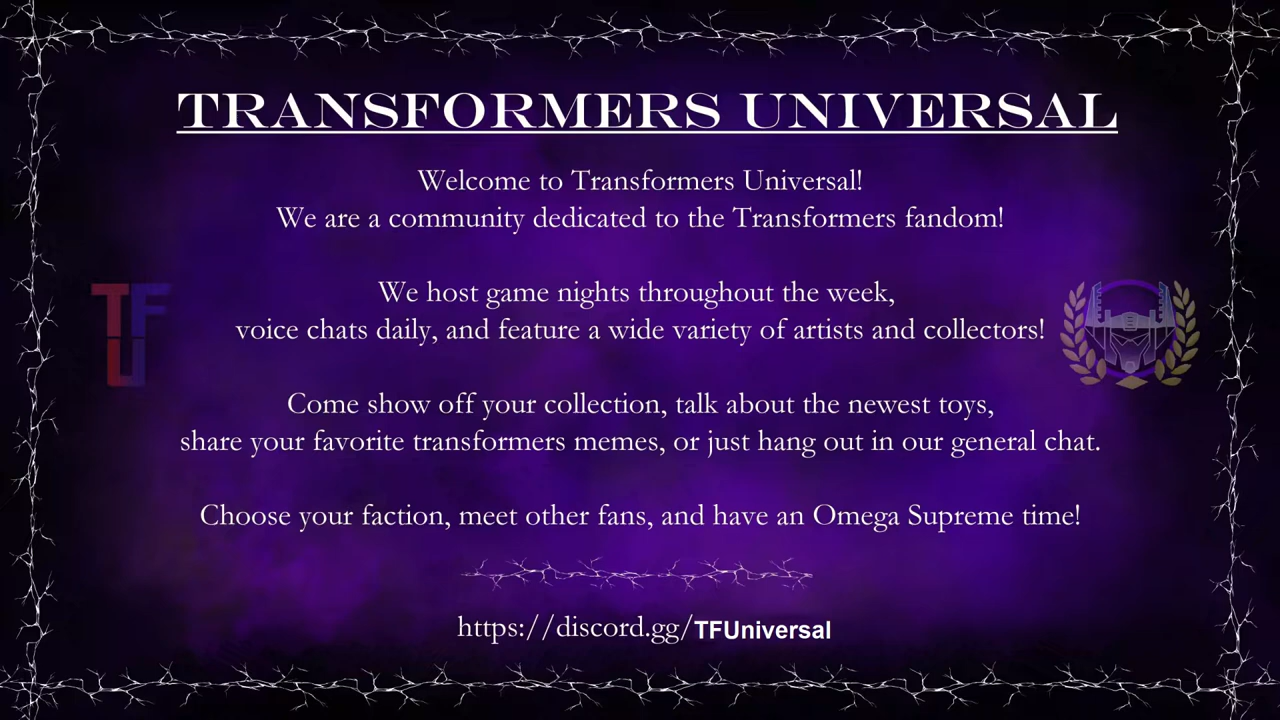 TRANSFORMERS UNIVERSAL
Welcome to Transformers Universal!
We are a community dedicated to the Transformers fandom!
We host game nights throughout the week,
voice chats daily, and feature a wide variety of artists and collectors!
TFU
Come show off your collection, talk about the newest toys,
share your favorite transformers memes, or just hang out in our general chat.
Choose your faction, meet other fans, and have an Omega Supreme time!
https://discord.gg/TFUniversal